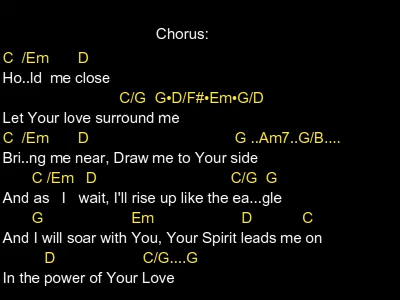 Chorus:
C /Em D
Ho..ld me close
C/G G•D/F#•Em•G/D
Let Your love surround me
C /Em D G ..Am7..G/B....
Bri..ng me near, Draw me to Your side
C /Em D C/G G
And as I wait, I'll rise up like the ea...gle
G Em D C
And I will soar with You, Your Spirit leads me on
D C/G....G
In the power of Your Love